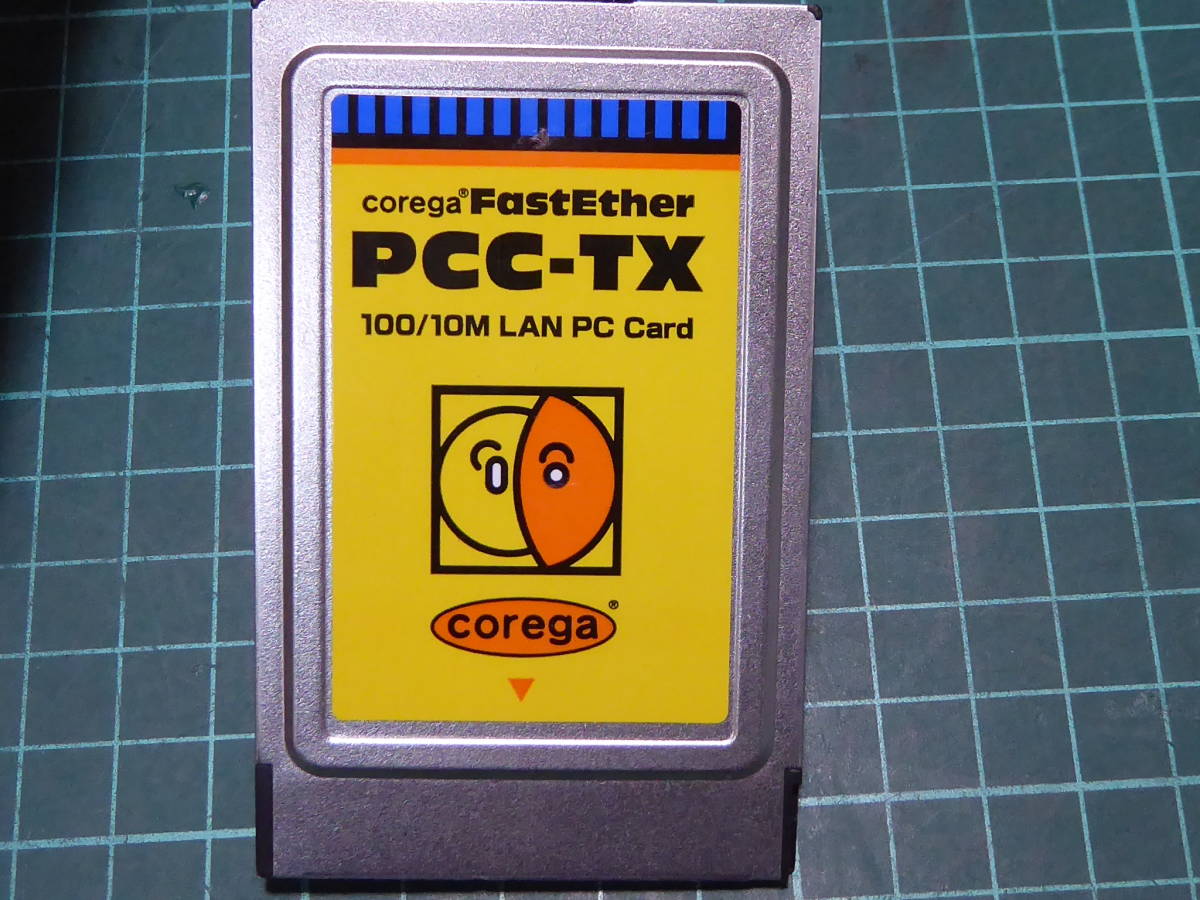 corega® FastEther
PCC-TX
100/10M LAN PC Card
corega®